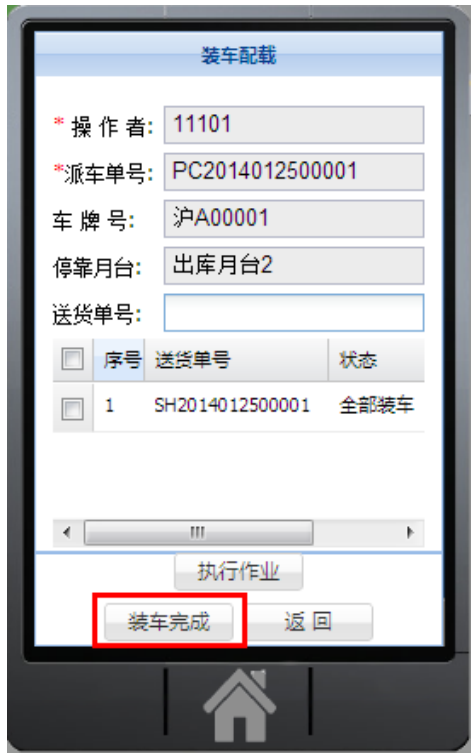 装车配载
* 操 作 者: 11101
*派车单号: PC2014012500001
车 牌 号: 沪A00001
停靠月台: 出库月台2
送货单号:
序号 送货单号 状态
1 SH2014012500001 全部装车
执行作业
装车完成 返 回